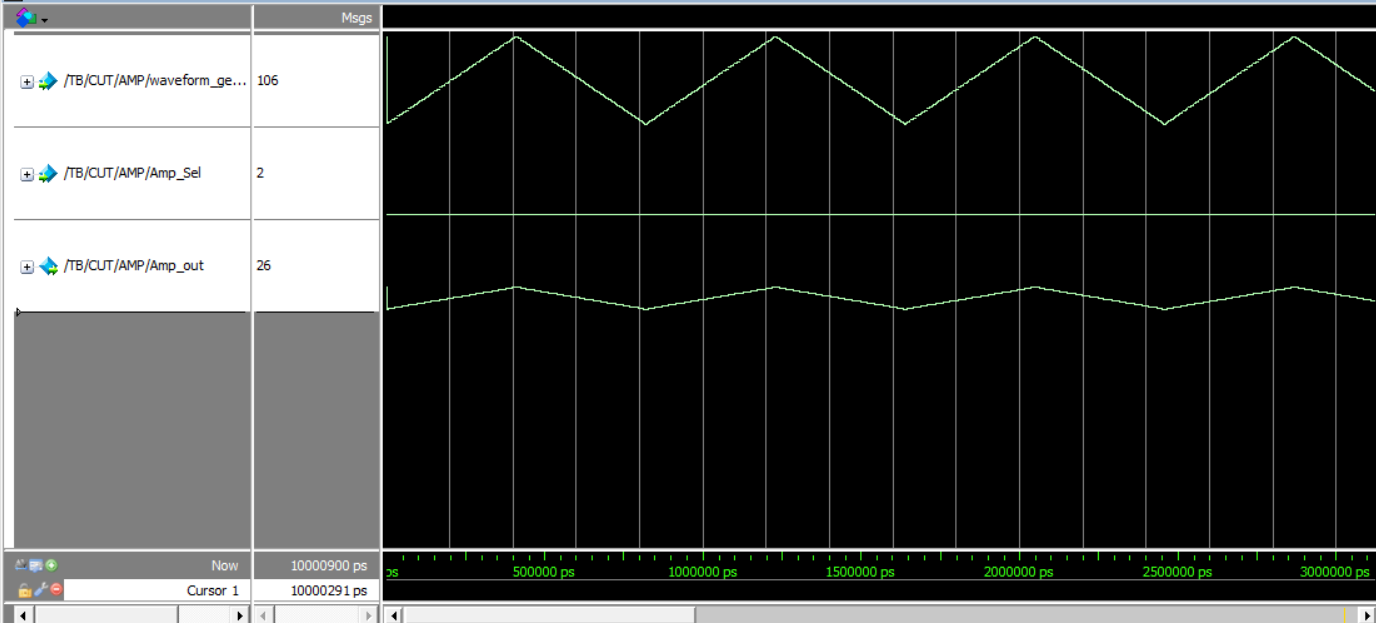 Msgs
/TB/CUT/AMP/waveform_ge... 106
/TB/CUT/AMP/Amp_Sel 2
/TB/CUT/AMP/Amp_out 26
Now 10000900 ps
ps 500000 ps 1000000 ps 1500000 ps 2000000 ps 2500000 ps 3000000 ps
Cursor 1 10000291 ps